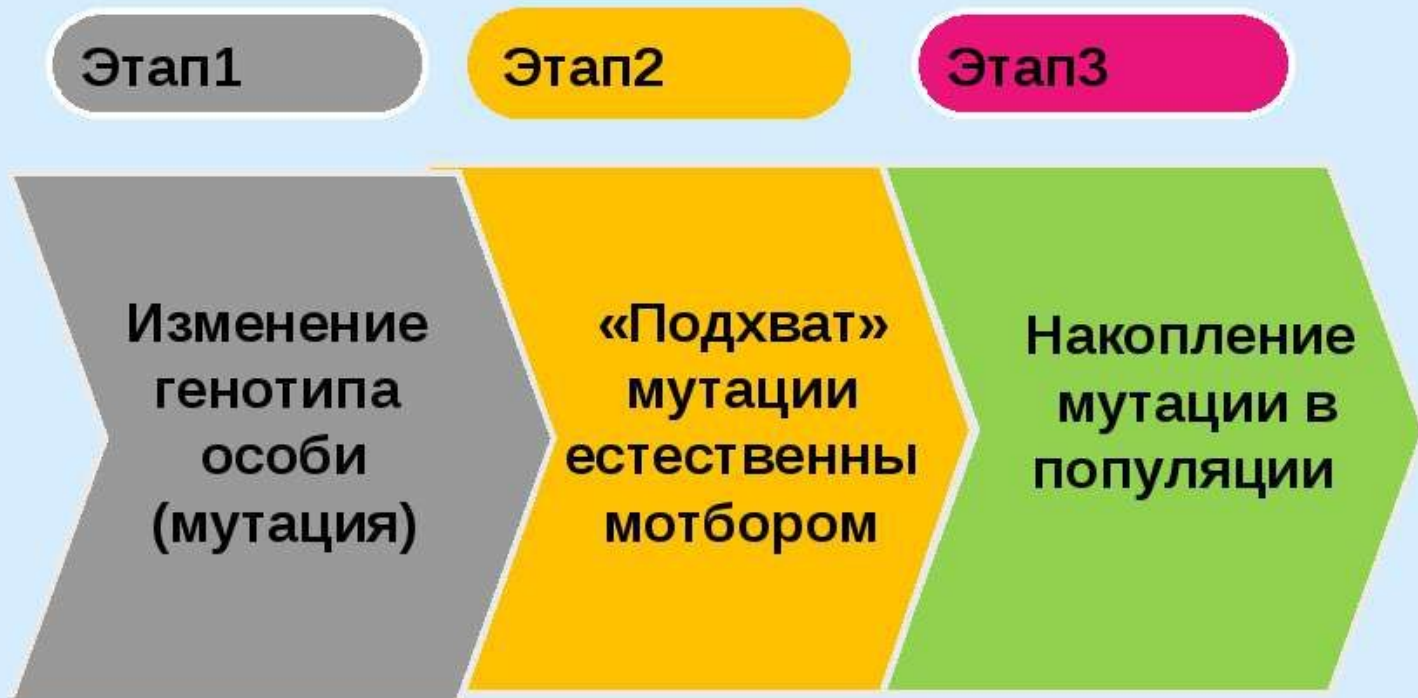 Этап1
Этап2
Этап3
Изменение
генотипа
особи
(мутация)
«Подхват»
мутации
естественны
мотбором
Накопление
мутации в
популяции